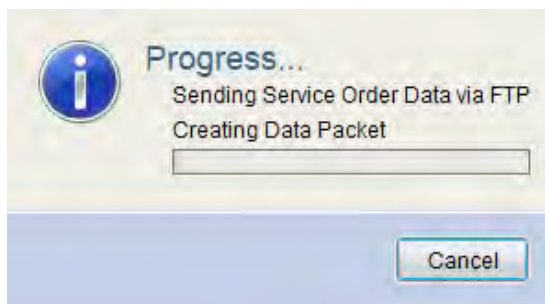 Progress...
Sending Service Order Data via FTP
Creating Data Packet
Cancel